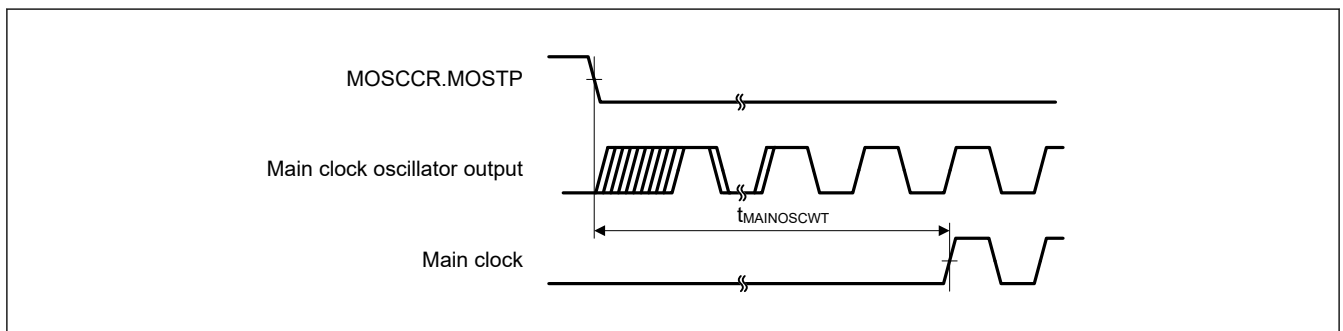 MOSCCR.MOSTP
Main clock oscillator output
tMAINOSCWT
Main clock